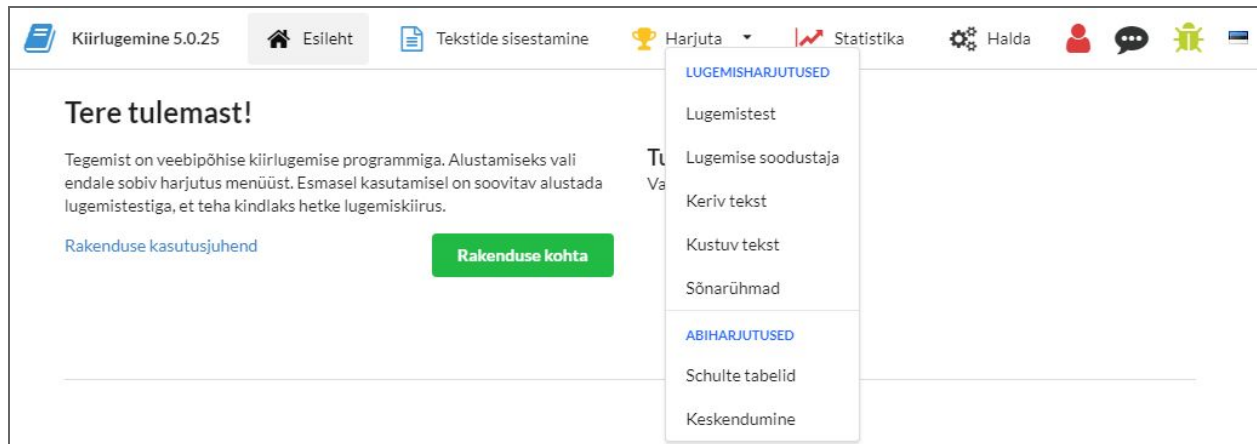 Kiirlugemine 5.0.25 Esileht Tekstide sisestamine Harjuta Statistika Halda
Tere tulemast!
Tegemist on veebipõhise kiirlugemise programmiga. Alustamiseks vali
endale sobiv harjutus menüüst. Esmasel kasutamisel on soovitav alustada
lugemistestiga, et teha kindlaks hetke lugemiskiirus.
Rakenduse kasutusjuhend
Rakenduse kohta
LUGEMISHARJUTUSED
Lugemistest
Lugemise soodustaja
Keriv tekst
Kustuv tekst
Sõnarühmad
ABIHARJUTUSED
Schulte tabelid
Keskendumine